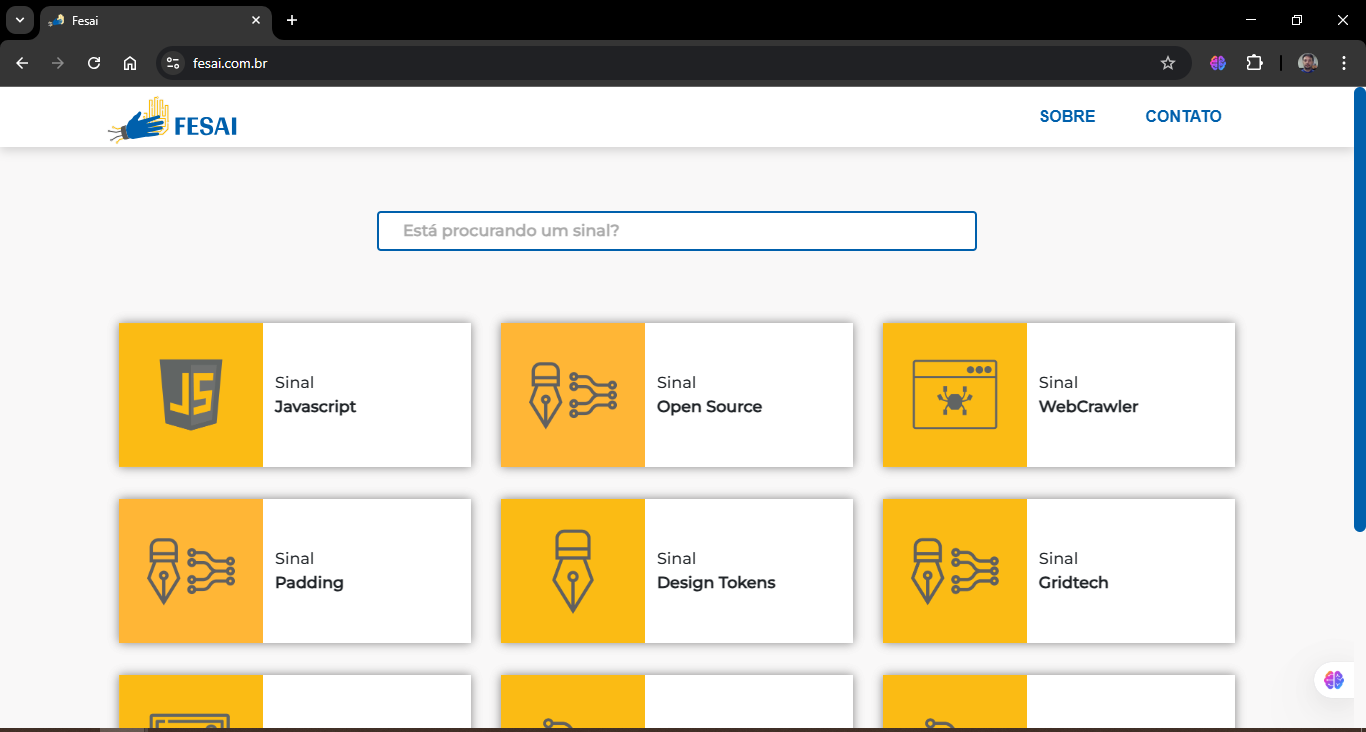 Fesai
fesai.com.br
FESAI
SOBRE
CONTATO
Está procurando um sinal?
JS
Sinal
Javascript
Sinal
Open Source
Sinal
WebCrawler
Sinal
Padding
Sinal
Design Tokens
Sinal
Gridtech